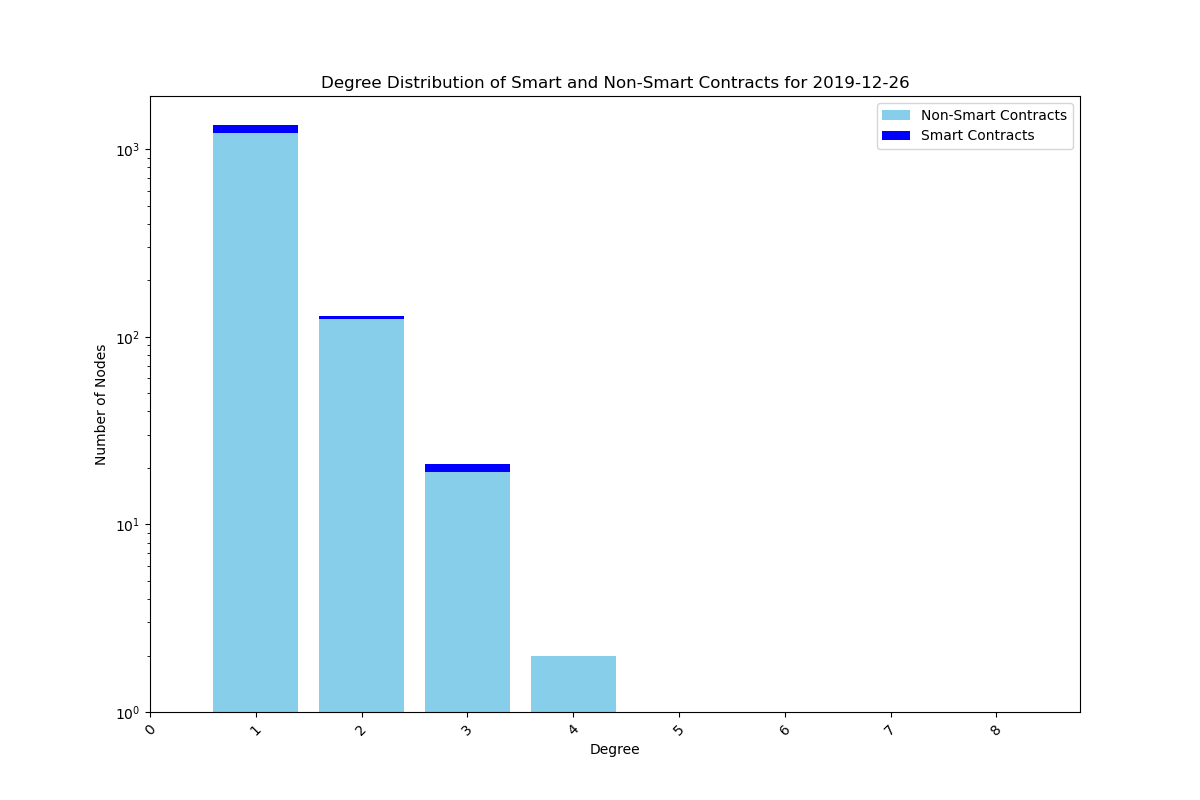 Degree Distribution of Smart and Non-Smart Contracts for 2019-12-26
Non-Smart Contracts
Smart Contracts
Number of Nodes
10³
10²
10¹
10⁰
0 1 2 3 4 5 6 7 8
Degree